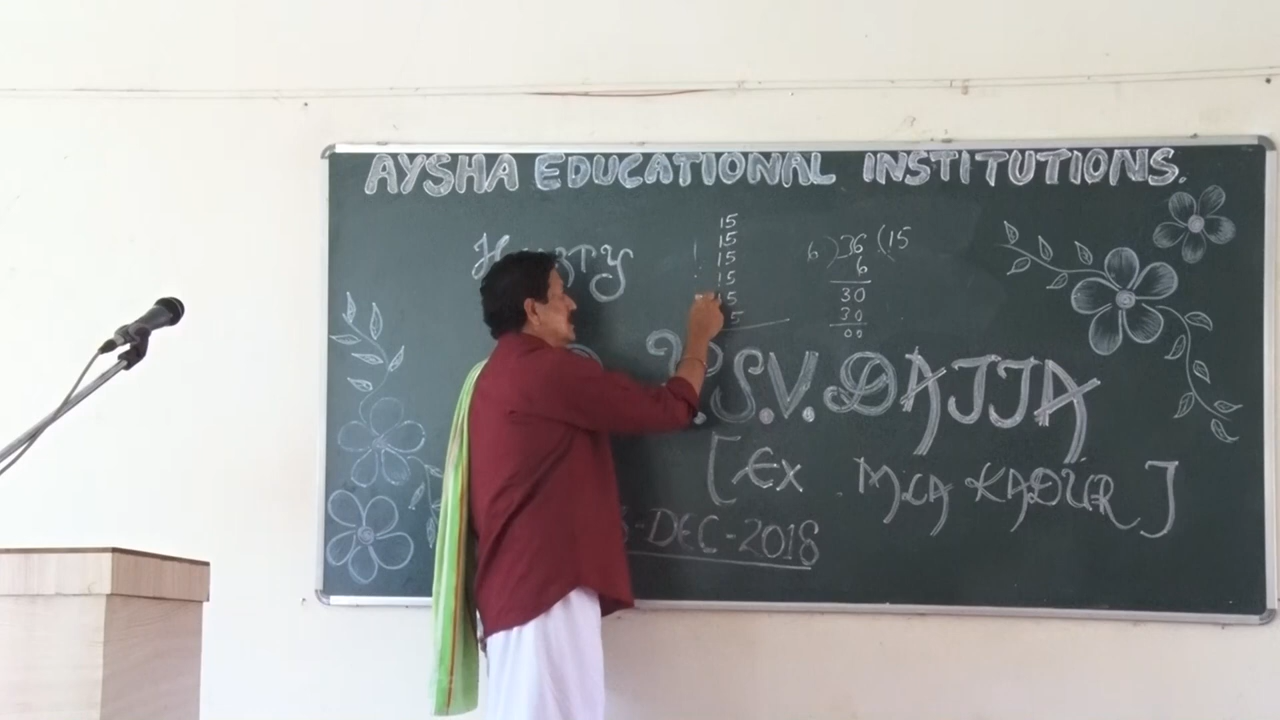 AYSHA EDUCATIONAL INSTITUTIONS.
15
15
15
15
15
5
6 ) 36 ( 15
6
30
30
00
.S.V. DAJJA
[ Ex MLA KADUR ]
-DEC-2018